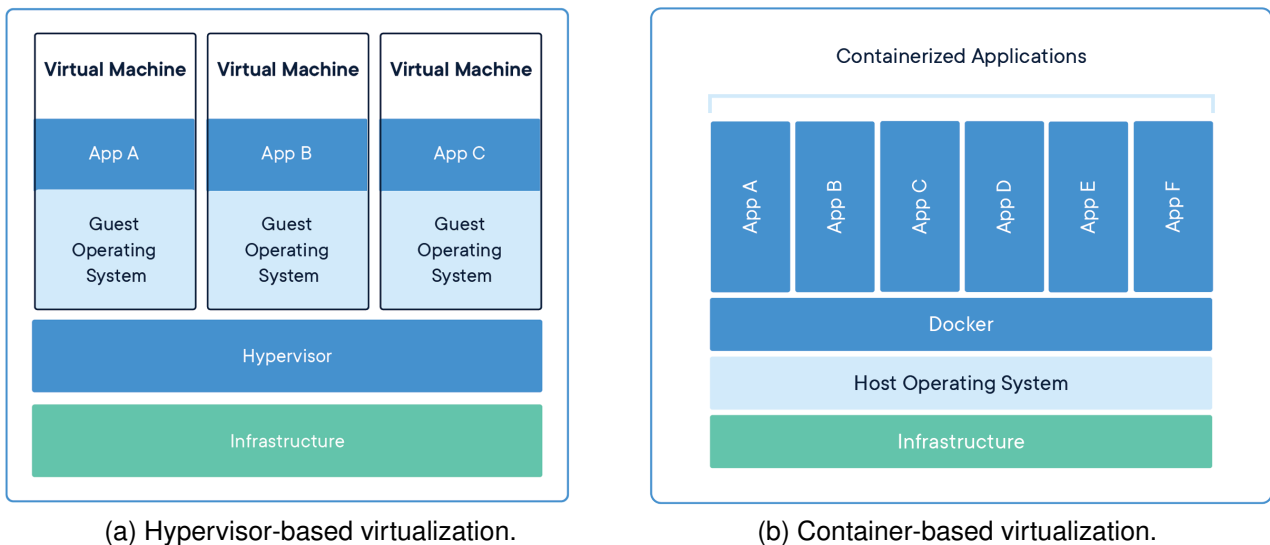 Virtual Machine
Virtual Machine
Virtual Machine
App A
App B
App C
Guest
Operating
System
Guest
Operating
System
Guest
Operating
System
Hypervisor
Infrastructure
(a) Hypervisor-based virtualization.
Containerized Applications
App A
App B
App C
App D
App E
App F
Docker
Host Operating System
Infrastructure
(b) Container-based virtualization.